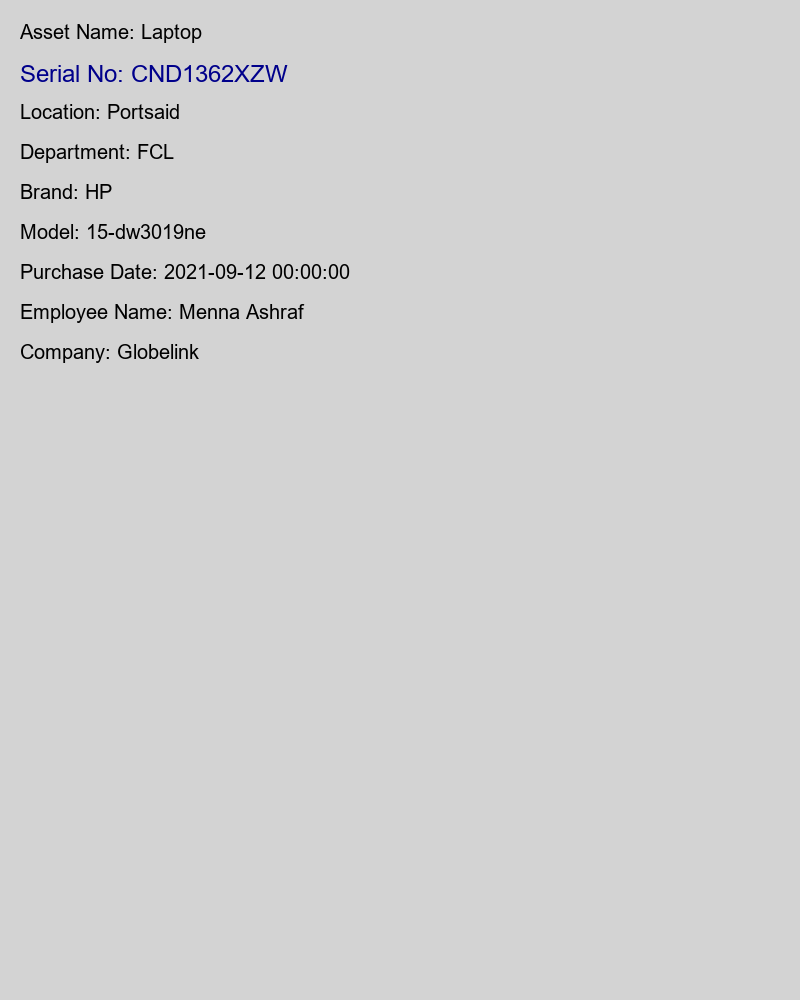 Asset Name: Laptop
Serial No: CND1362XZW
Location: Portsaid
Department: FCL
Brand: HP
Model: 15-dw3019ne
Purchase Date: 2021-09-12 00:00:00
Employee Name: Menna Ashraf
Company: Globelink